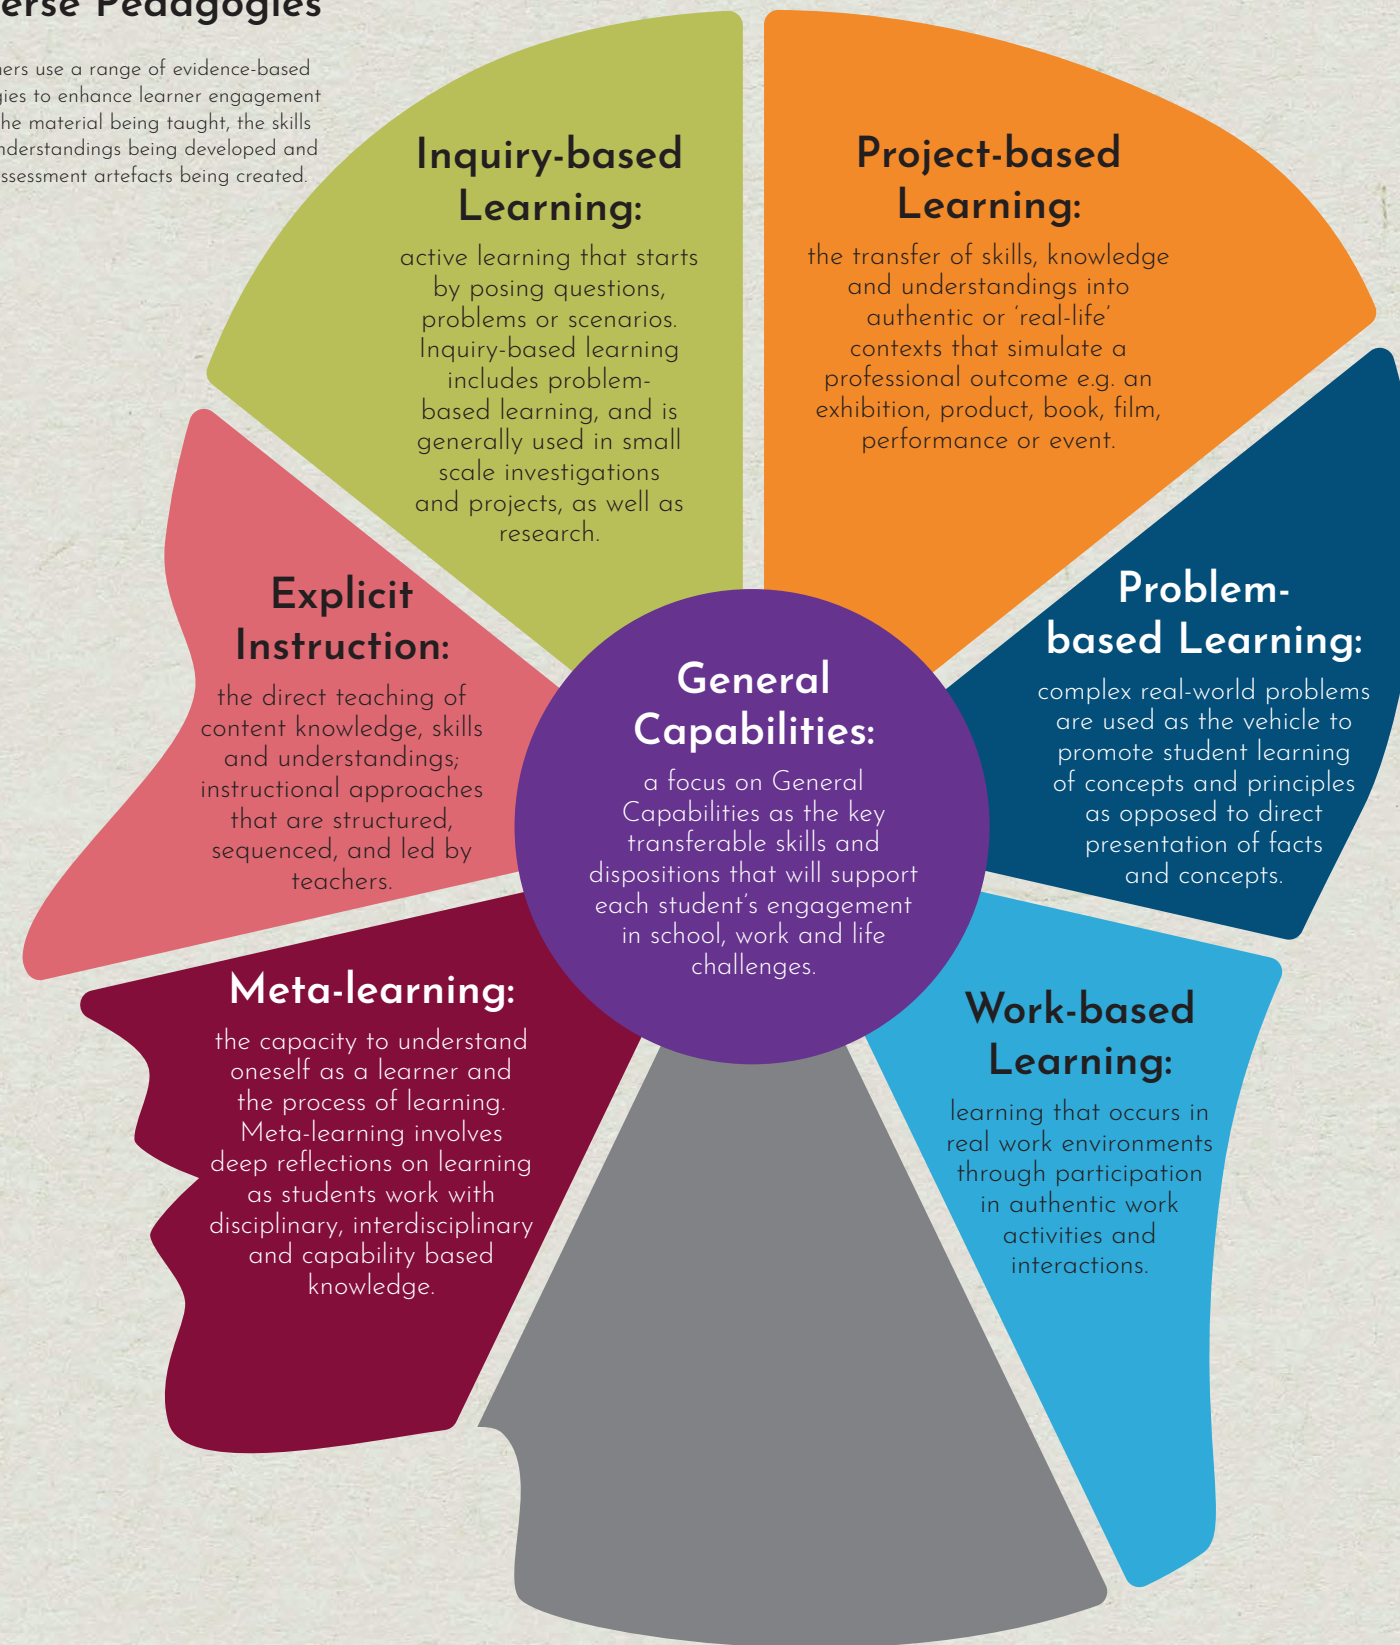 Pedagogies
use a range of evidence-based
to enhance learner engagement
material being taught, the skills
being developed and
artefacts being created.
Inquiry-based
Learning:
active learning that starts
by posing questions,
problems or scenarios.
Inquiry-based learning
includes problem-
based learning, and is
generally used in small
scale investigations
and projects, as well as
research.
Project-based
Learning:
the transfer of skills, knowledge
and understandings into
authentic or ‘real-life’
contexts that simulate a
professional outcome e.g. an
exhibition, product, book, film,
performance or event.
Explicit
Instruction:
the direct teaching of
content knowledge, skills
and understandings;
instructional approaches
that are structured,
sequenced, and led by
teachers.
General
Capabilities:
a focus on General
Capabilities as the key
transferable skills and
dispositions that will support
each student’s engagement
in school, work and life
challenges.
Problem-
based Learning:
complex real-world problems
are used as the vehicle to
promote student learning
of concepts and principles
as opposed to direct
presentation of facts
and concepts.
Meta-learning:
the capacity to understand
oneself as a learner and
the process of learning.
Meta-learning involves
deep reflections on learning
as students work with
disciplinary, interdisciplinary
and capability based
knowledge.
Work-based
Learning:
learning that occurs in
real work environments
through participation
in authentic work
activities and
interactions.